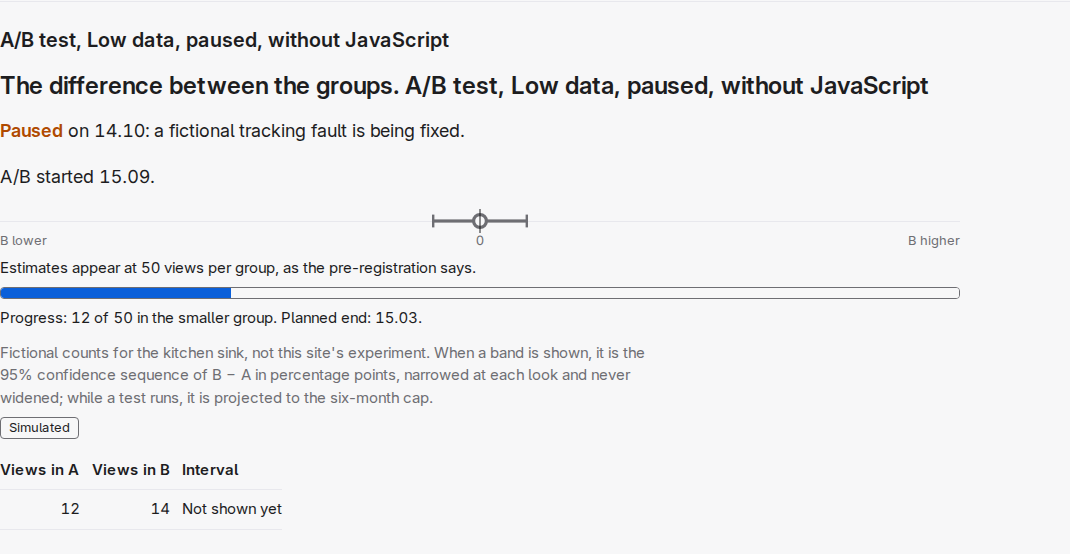 A/B test, Low data, paused, without JavaScript
The difference between the groups. A/B test, Low data, paused, without JavaScript
Paused on 14.10: a fictional tracking fault is being fixed.
A/B started 15.09.
B lower 0 B higher
Estimates appear at 50 views per group, as the pre-registration says.
Progress: 12 of 50 in the smaller group. Planned end: 15.03.
Fictional counts for the kitchen sink, not this site's experiment. When a band is shown, it is the
95% confidence sequence of B − A in percentage points, narrowed at each look and never
widened; while a test runs, it is projected to the six-month cap.
Simulated
Views in A Views in B Interval
12 14 Not shown yet